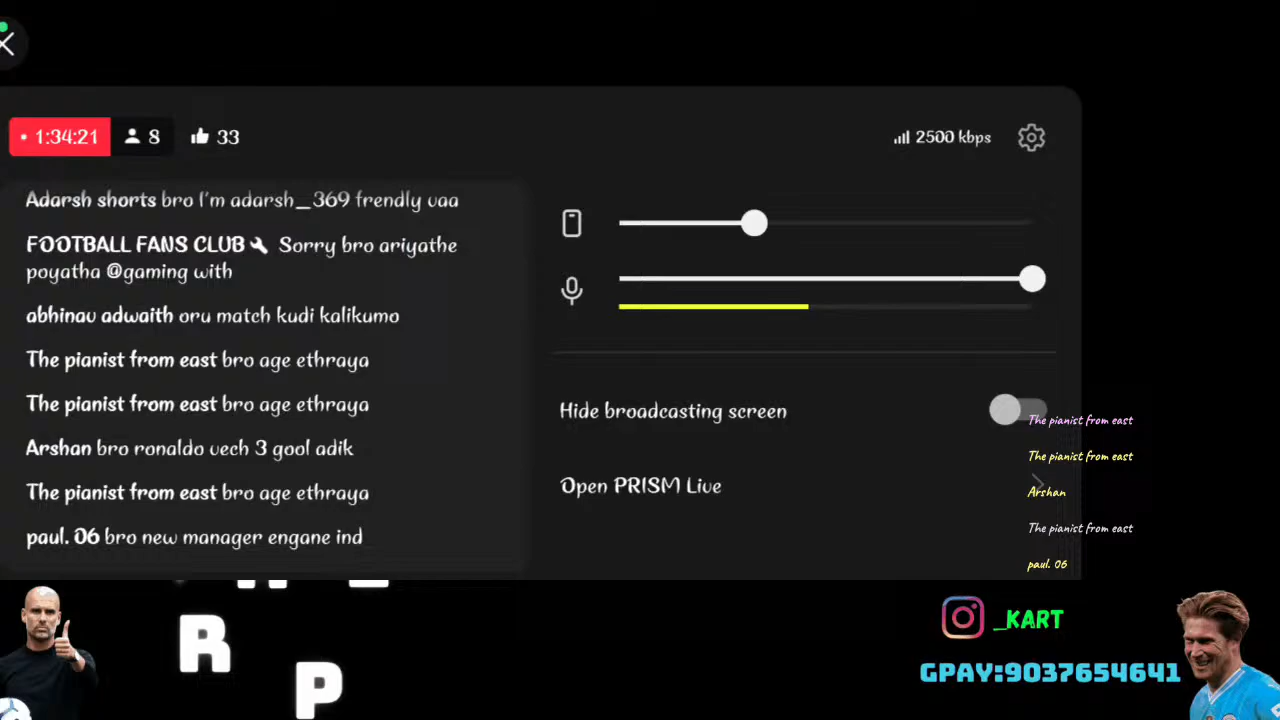 1:34:21 8 33
2500 kbps
Adarsh shorts bro I'm adarsh_369 frendly vaa
FOOTBALL FANS CLUB Sorry bro ariyathe
poyatha @gaming with
abhinav adwaith oru match kudi kalikumo
The pianist from east bro age ethraya
The pianist from east bro age ethraya
Arshan bro ronaldo vech 3 gool adik
The pianist from east bro age ethraya
paul. 06 bro new manager engane ind
Hide broadcasting screen
Open PRISM Live
The pianist from east
The pianist from east
Arshan
The pianist from east
paul. 06
R
P
_KART
GPAY:9037654641